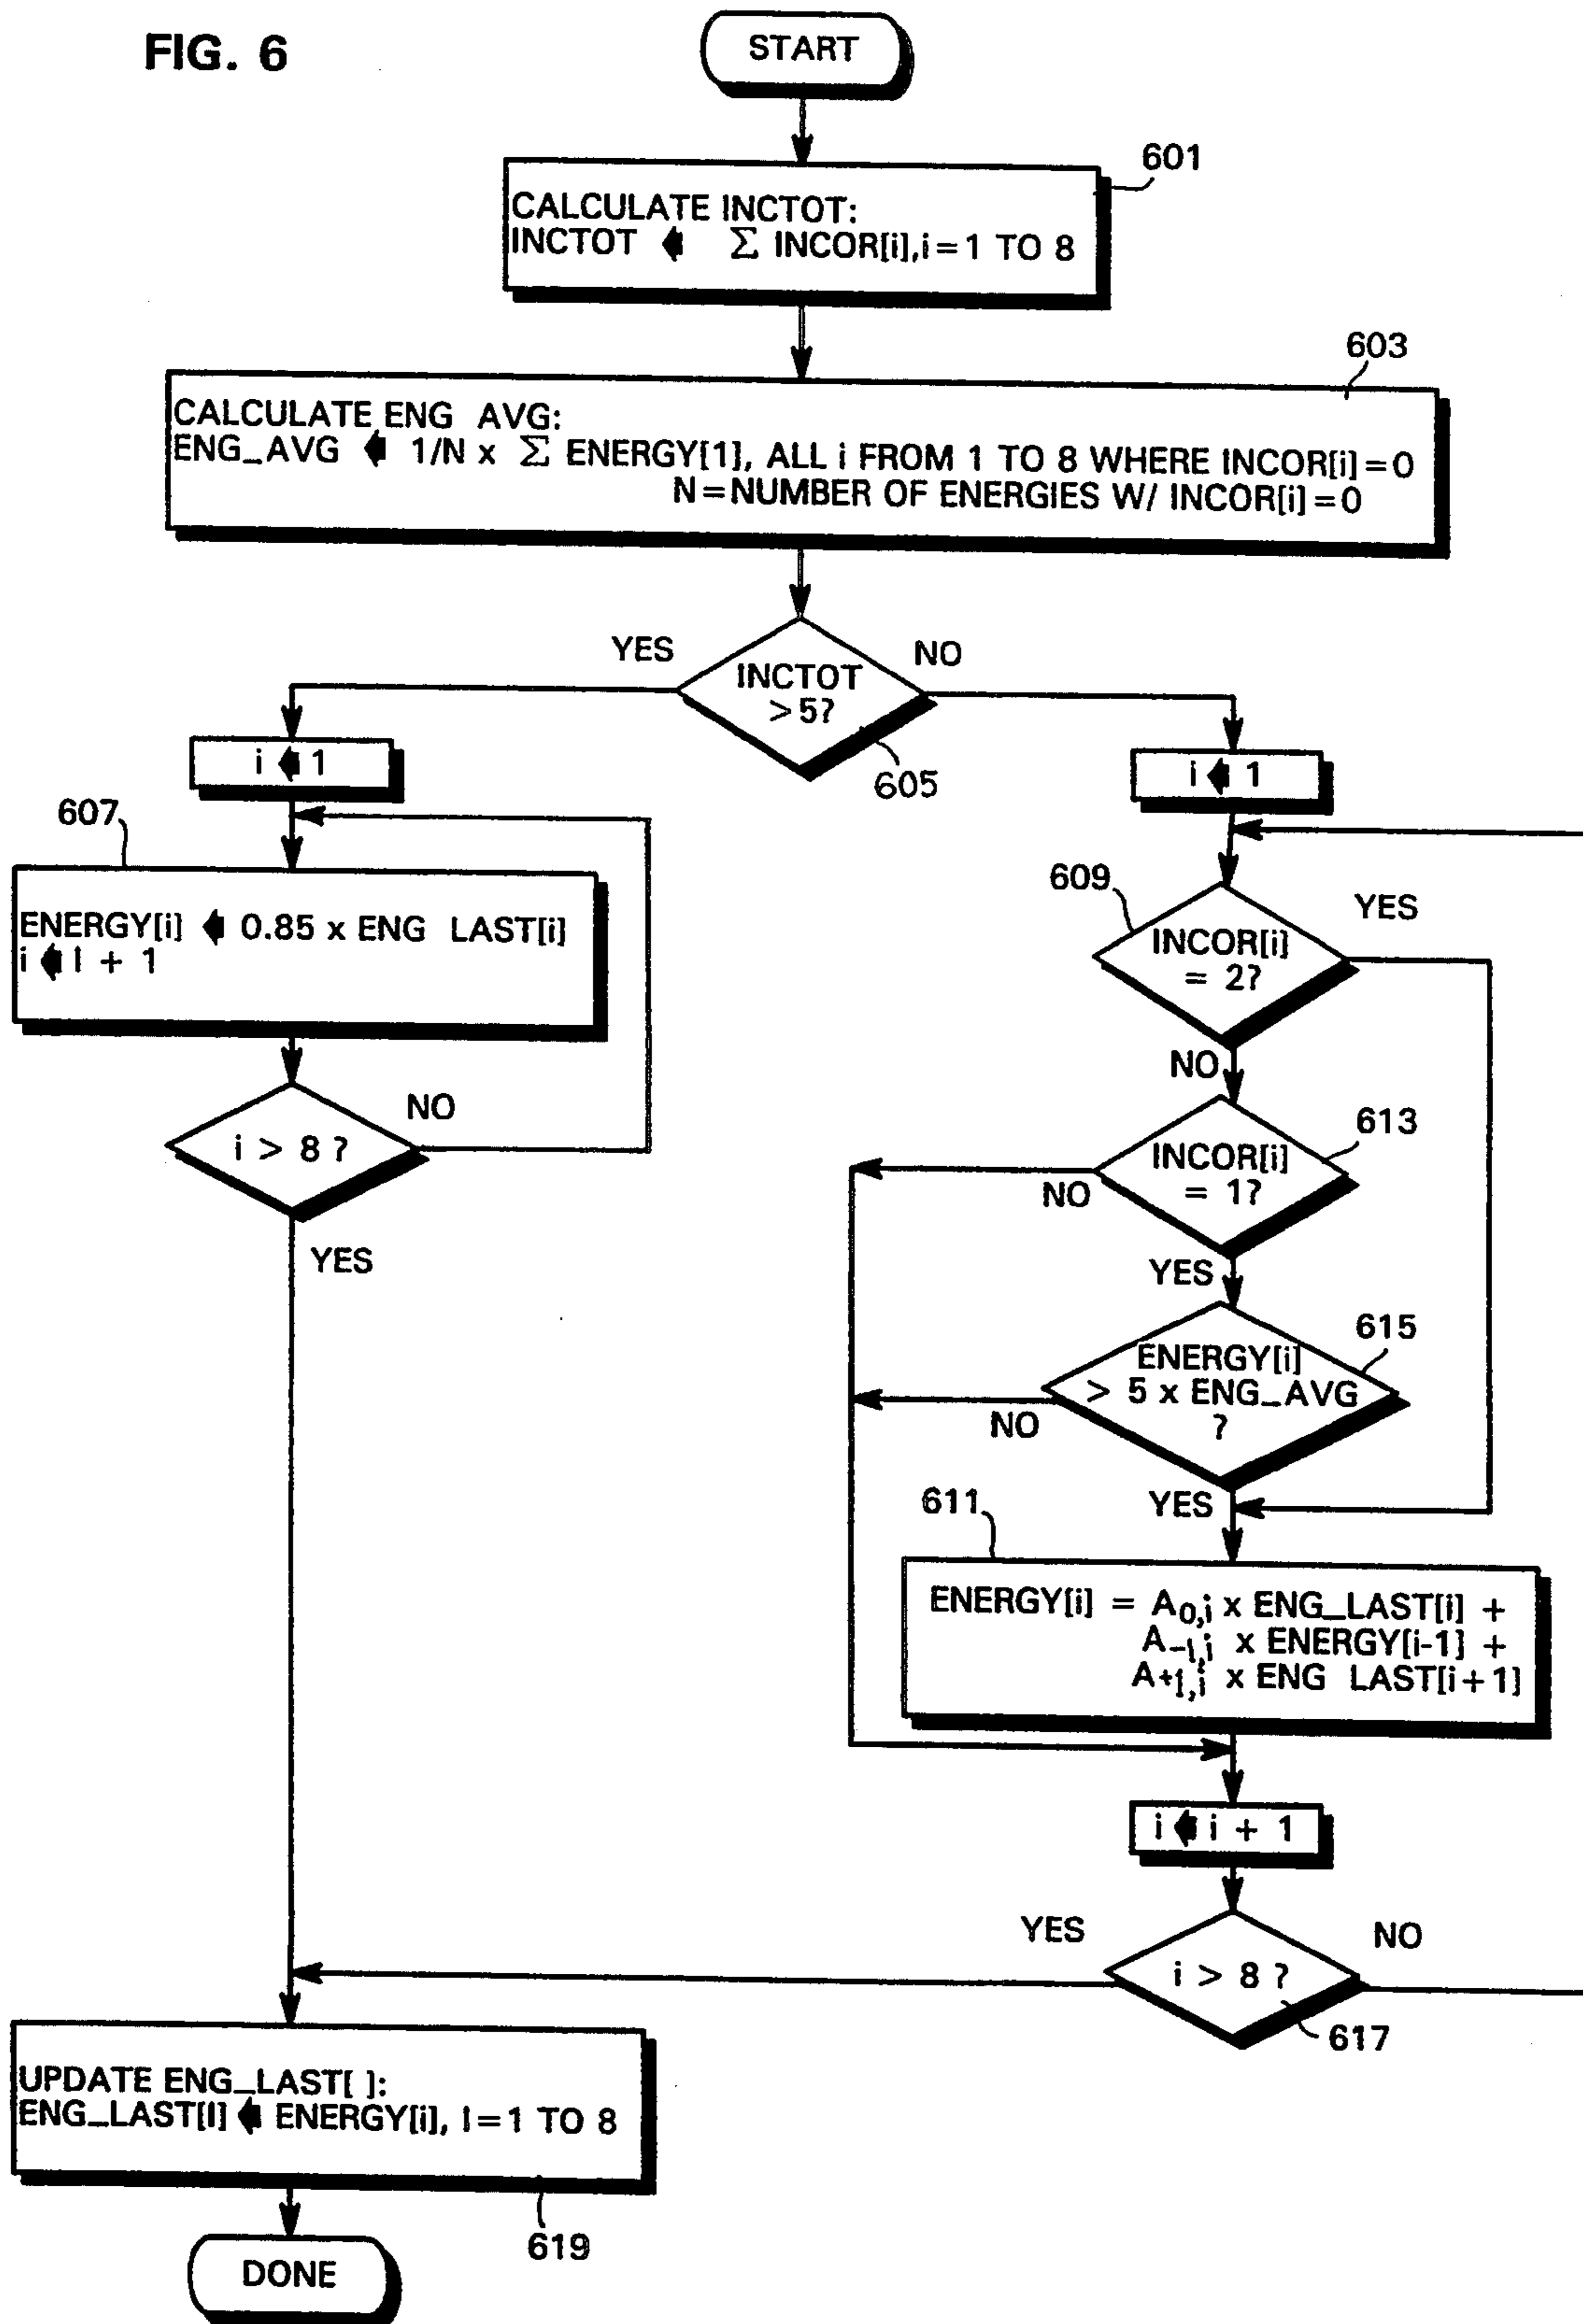 FIG. 6
START
601
CALCULATE INCTOT:
INCTOT ← Σ INCOR[i],i=1 TO 8
603
CALCULATE ENG AVG:
ENG_AVG ← 1/N x Σ ENERGY[1], ALL i FROM 1 TO 8 WHERE INCOR[i]=0
N=NUMBER OF ENERGIES W/ INCOR[i]=0
YES
NO
INCTOT
>5?
605
i ← 1
i ← 1
607
ENERGY[i] ← 0.85 x ENG LAST[i]
i ← I + 1
609
YES
INCOR[i]
= 2?
NO
i > 8 ?
NO
YES
613
INCOR[i]
= 1?
NO
YES
615
ENERGY[i]
> 5 x ENG_AVG
?
NO
YES
611
ENERGY[i] = A0,i x ENG_LAST[i] +
A-1,i x ENERGY[i-1] +
A+1,i x ENG LAST[i+1]
i ← i + 1
YES
NO
i > 8 ?
617
UPDATE ENG_LAST[ ]:
ENG_LAST[I] ← ENERGY[i], I=1 TO 8
619
DONE